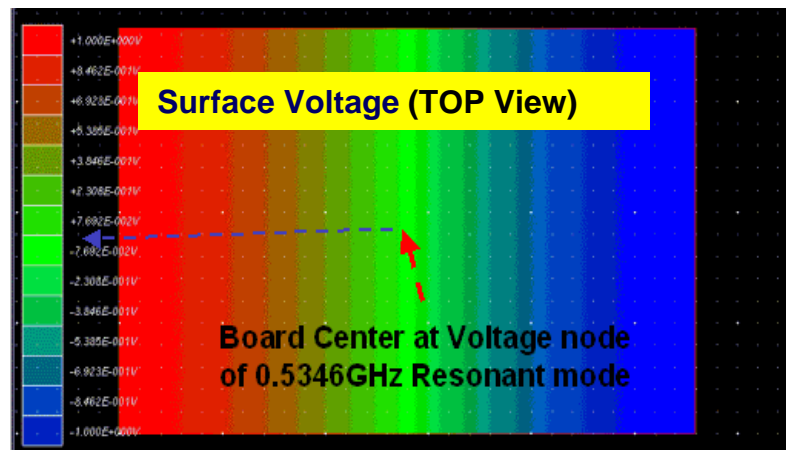 +1.000E+000V
+8.462E-001V
Surface Voltage (TOP View)
+6.923E-001V
+5.385E-001V
+3.846E-001V
+2.308E-001V
+7.692E-002V
-7.692E-002V
-2.308E-001V
-3.846E-001V
Board Center at Voltage node
-5.385E-001V
of 0.5346GHz Resonant mode
-6.923E-001V
-8.462E-001V
-1.000E+000V